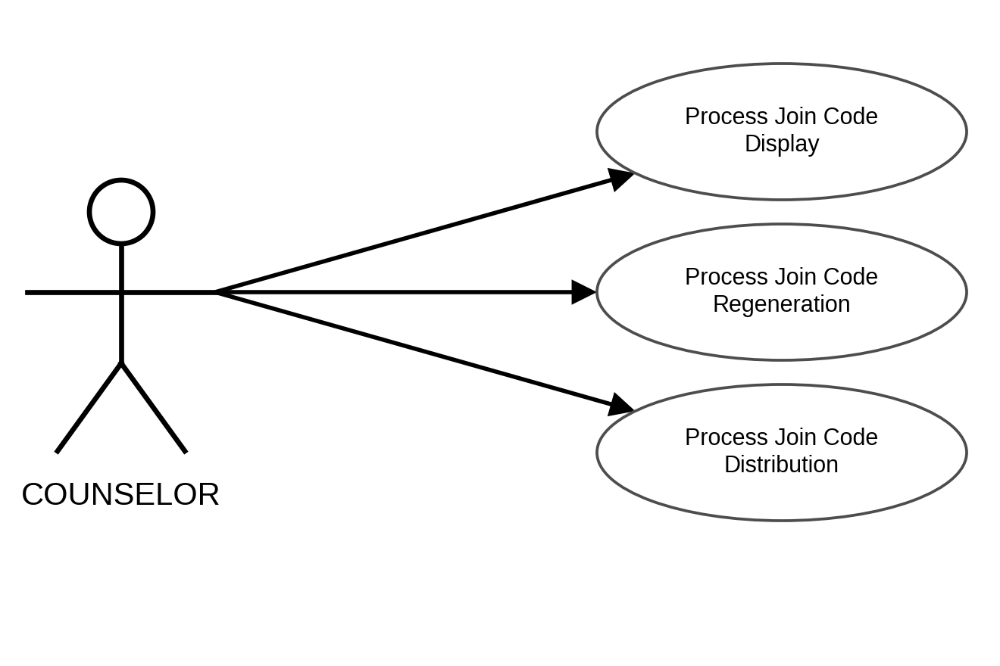 Process Join Code
Display
Process Join Code
Regeneration
Process Join Code
Distribution
COUNSELOR